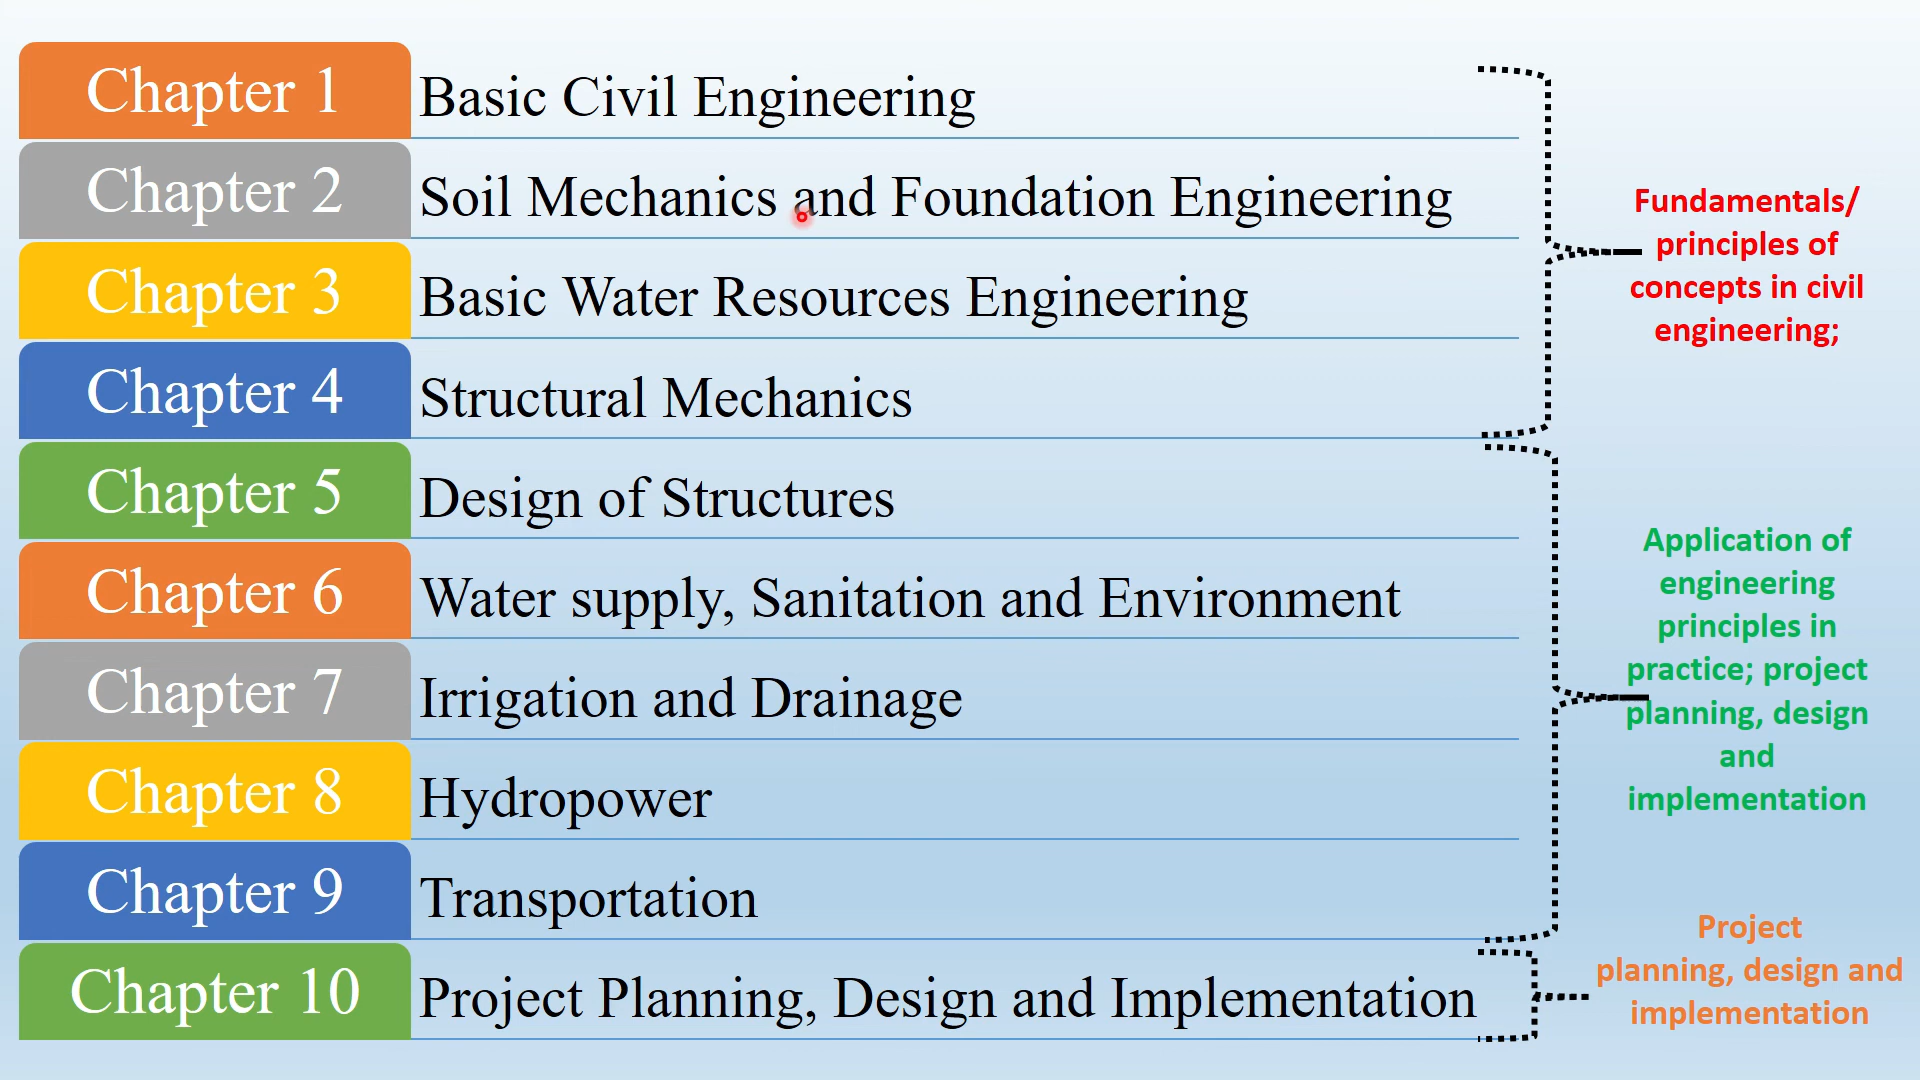 Chapter 1 Basic Civil Engineering
Chapter 2 Soil Mechanics and Foundation Engineering
Chapter 3 Basic Water Resources Engineering
Chapter 4 Structural Mechanics
Chapter 5 Design of Structures
Chapter 6 Water supply, Sanitation and Environment
Chapter 7 Irrigation and Drainage
Chapter 8 Hydropower
Chapter 9 Transportation
Chapter 10 Project Planning, Design and Implementation
Fundamentals/
principles of
concepts in civil
engineering;
Application of
engineering
principles in
practice; project
planning, design
and
implementation
Project
planning, design and
implementation